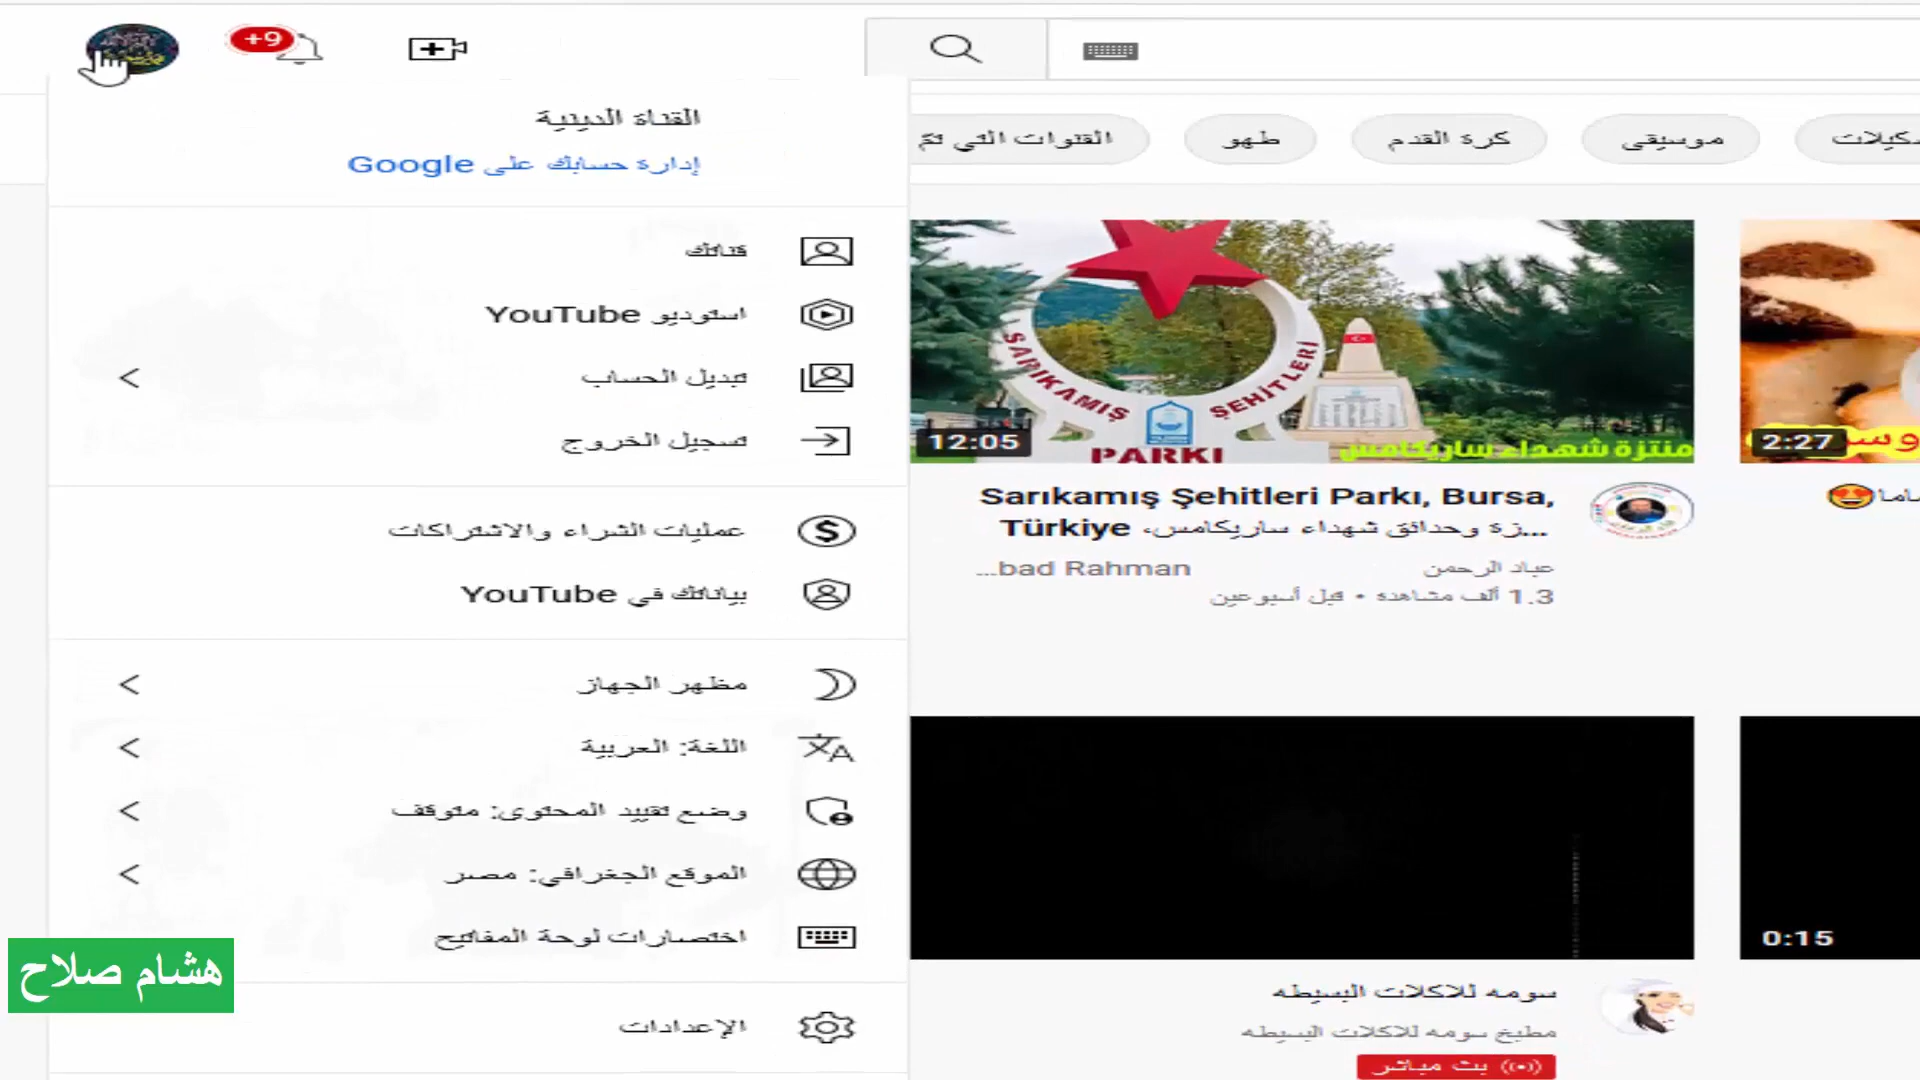 +9
القناة الدينية
إدارة حسابك على Google
قناتك
استوديو YouTube
تبديل الحساب
تسجيل الخروج
عمليات الشراء والاشتراكات
بياناتك في YouTube
مظهر الجهاز
اللغة: العربية
وضع تقييد المحتوى: متوقف
الموقع الجغرافي: مصر
اختصارات لوحة المفاتيح
الإعدادات
هشام صلاح
موسيقى
كرة القدم
طهو
القنوات التي تمّ
SARIKAMIŞ ŞEHİTLERİ
PARKI
منتزة شهداء ساريكامس
12:05
2:27
Sarıkamış Şehitleri Parkı, Bursa,
Türkiye زة وحدائق شهداء ساريكامس،...
عباد الرحمن bad Rahman...
1.3 ألف مشاهدة • قبل أسبوعين
0:15
سومه للاكلات البسيطه
مطبخ سومه للاكلات البسيطه
بث مباشر